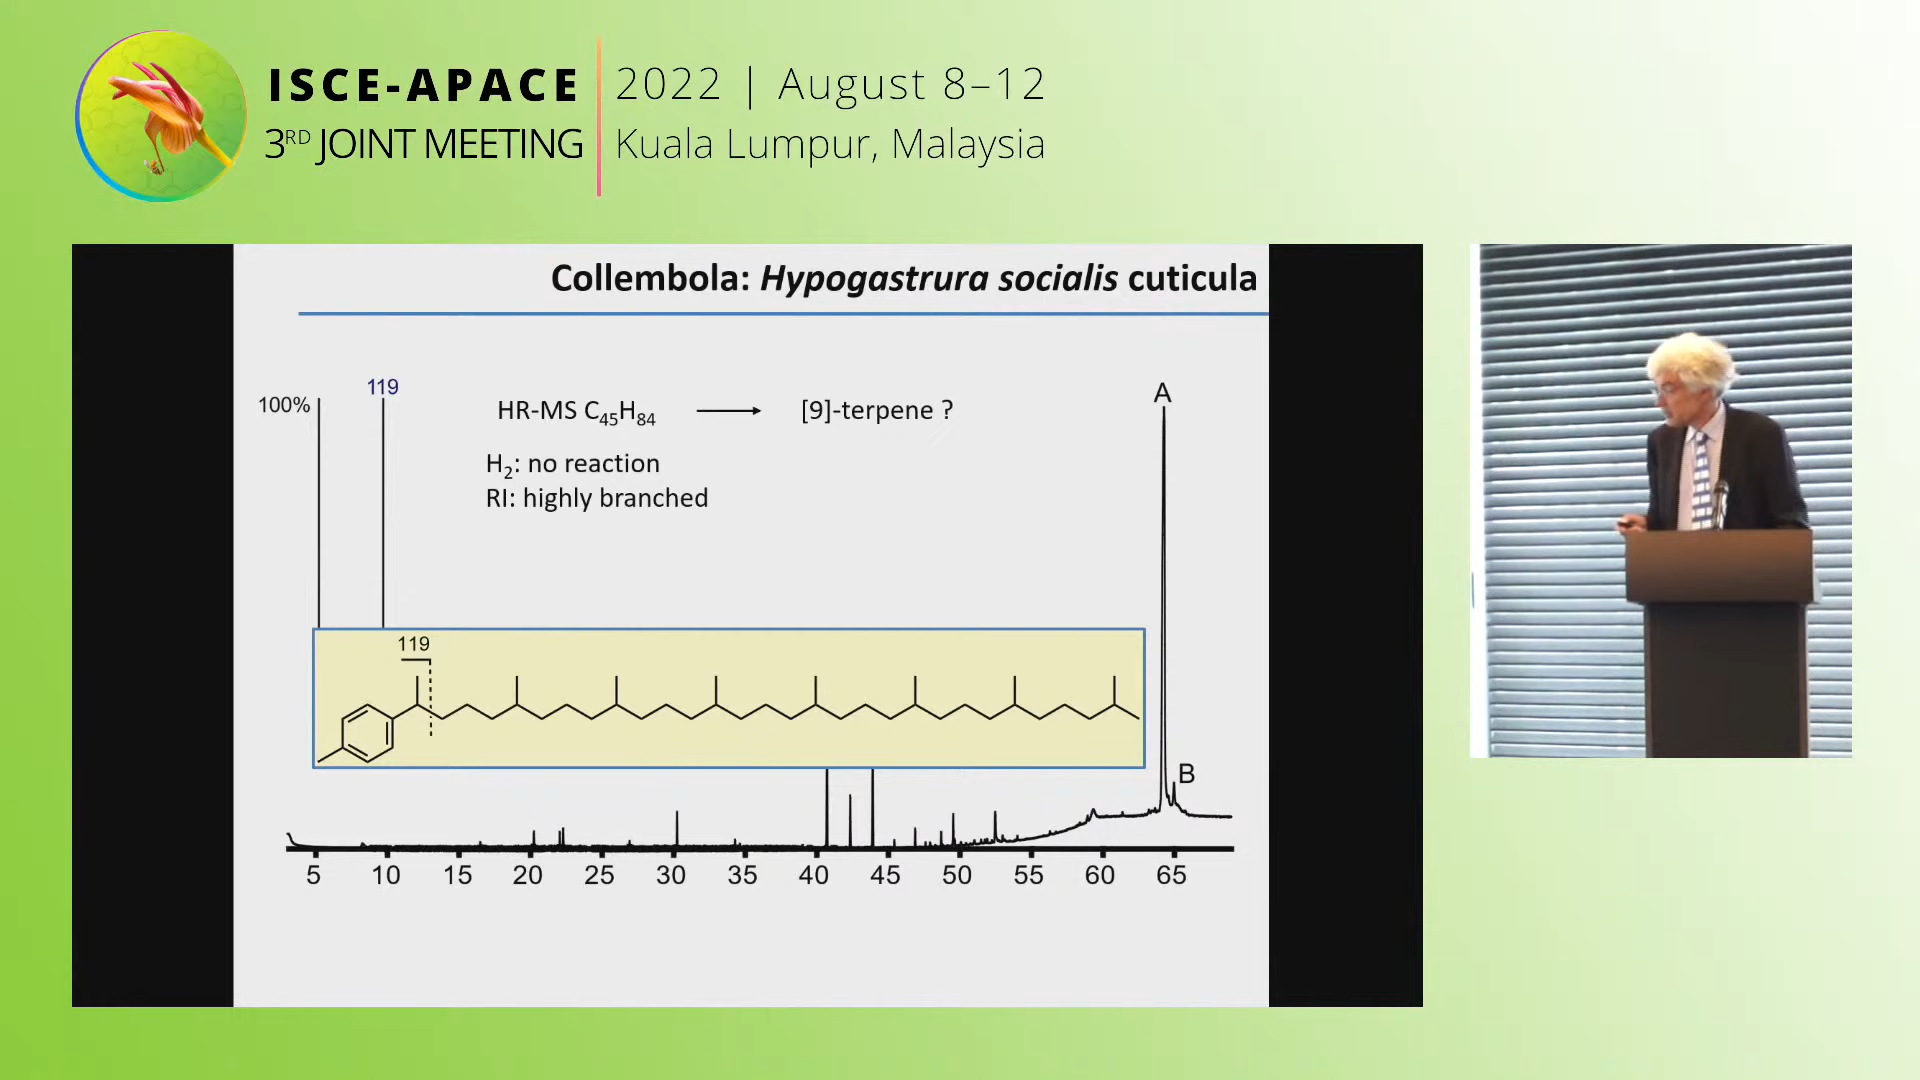 ISCE-APACE
3RD JOINT MEETING
2022 | August 8–12
Kuala Lumpur, Malaysia
Collembola: Hypogastrura socialis cuticula
100%
119
HR-MS C45H84
[9]-terpene ?
H2: no reaction
RI: highly branched
A
119
B
5 10 15 20 25 30 35 40 45 50 55 60 65